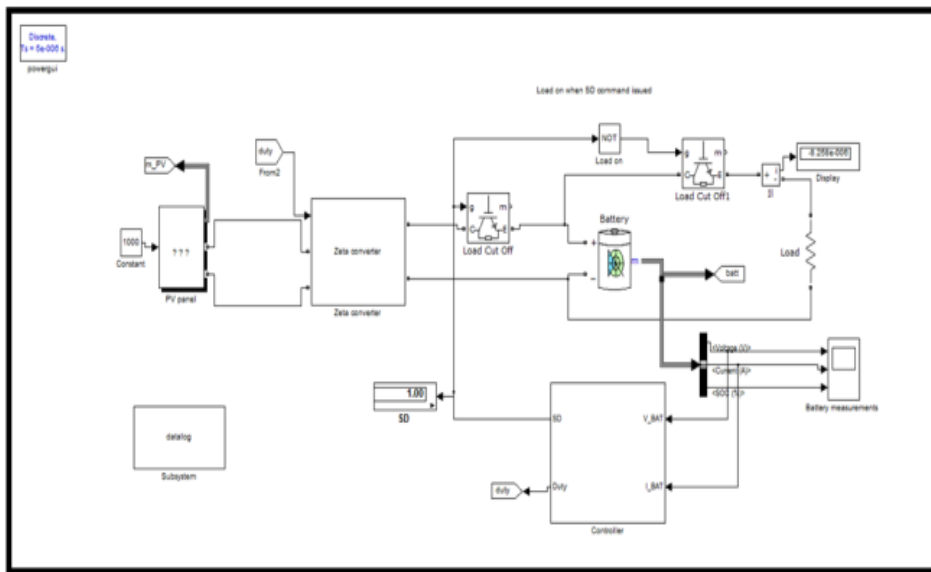 Discrete,
Ts = 5e-006 s
powergui
Load on when SD command issued
duty
From2
NOT
Load on
g
m
C
E
Load Cut Off1
-8.258e-006
Display
m_PV
g
m
C
E
Load Cut Off
Battery
+
-
m
Load
1000
Constant
? ? ?
PV panel
Zeta converter
Zeta converter
batt
<Voltage (V)>
<Current (A)>
<SOC (%)>
Battery measurements
1.00
SD
SD
V_BAT
Duty
I_BAT
Controller
duty
datalog
Subsystem